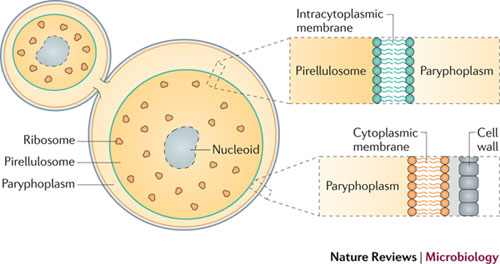 Intracytoplasmic
membrane
Pirellulosome
Paryphoplasm
Ribosome
Pirellulosome
Paryphoplasm
Nucleoid
Cytoplasmic
membrane
Cell
wall
Paryphoplasm
Nature Reviews | Microbiology